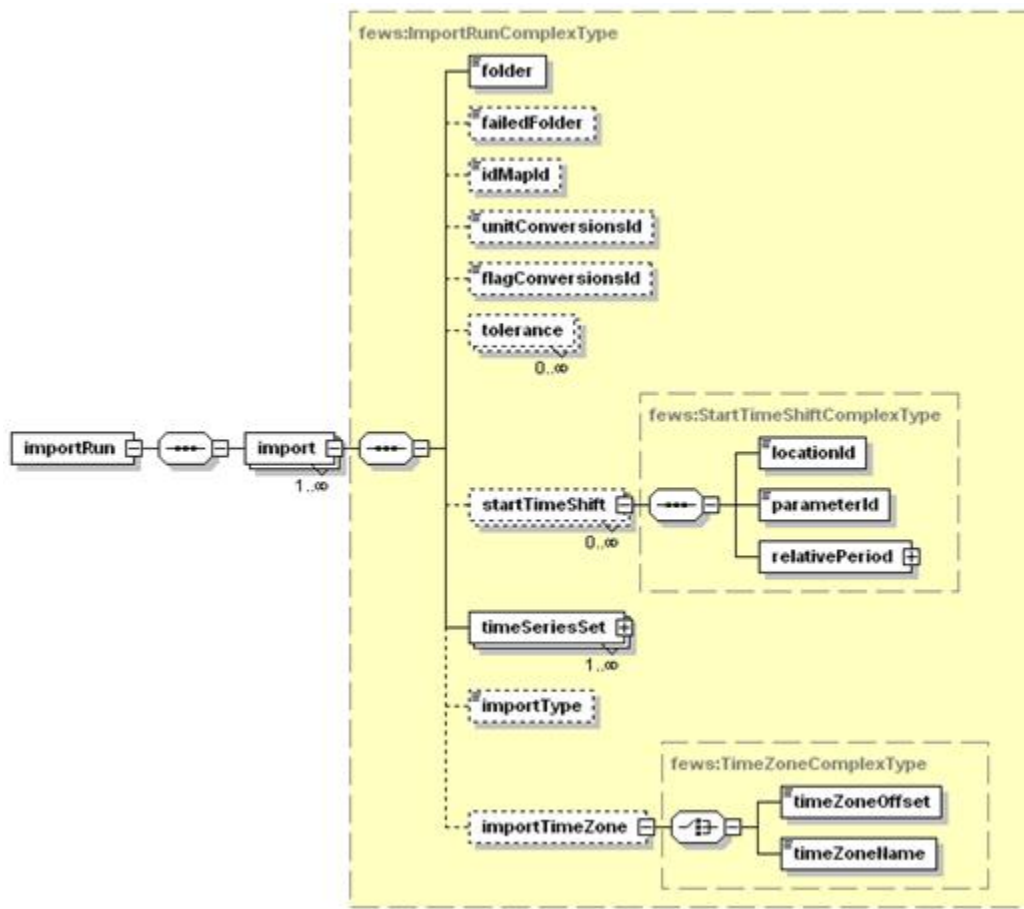 fews:ImportRunComplexType
folder
failedFolder
idMapId
unitConversionsId
flagConversionsId
tolerance
0..∞
fews:StartTimeShiftComplexType
locationId
importRun
import
1..∞
startTimeShift
0..∞
parameterId
relativePeriod
timeSeriesSet
1..∞
importType
fews:TimeZoneComplexType
timeZoneOffset
importTimeZone
timeZoneName